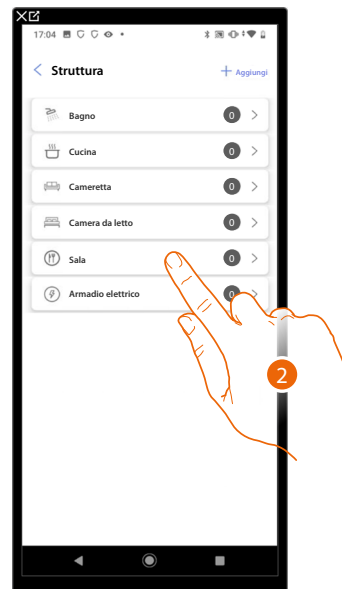 17:04
Struttura
Aggiungi
Bagno 0
Cucina 0
Cameretta 0
Camera da letto 0
Sala 0
Armadio elettrico 0
2